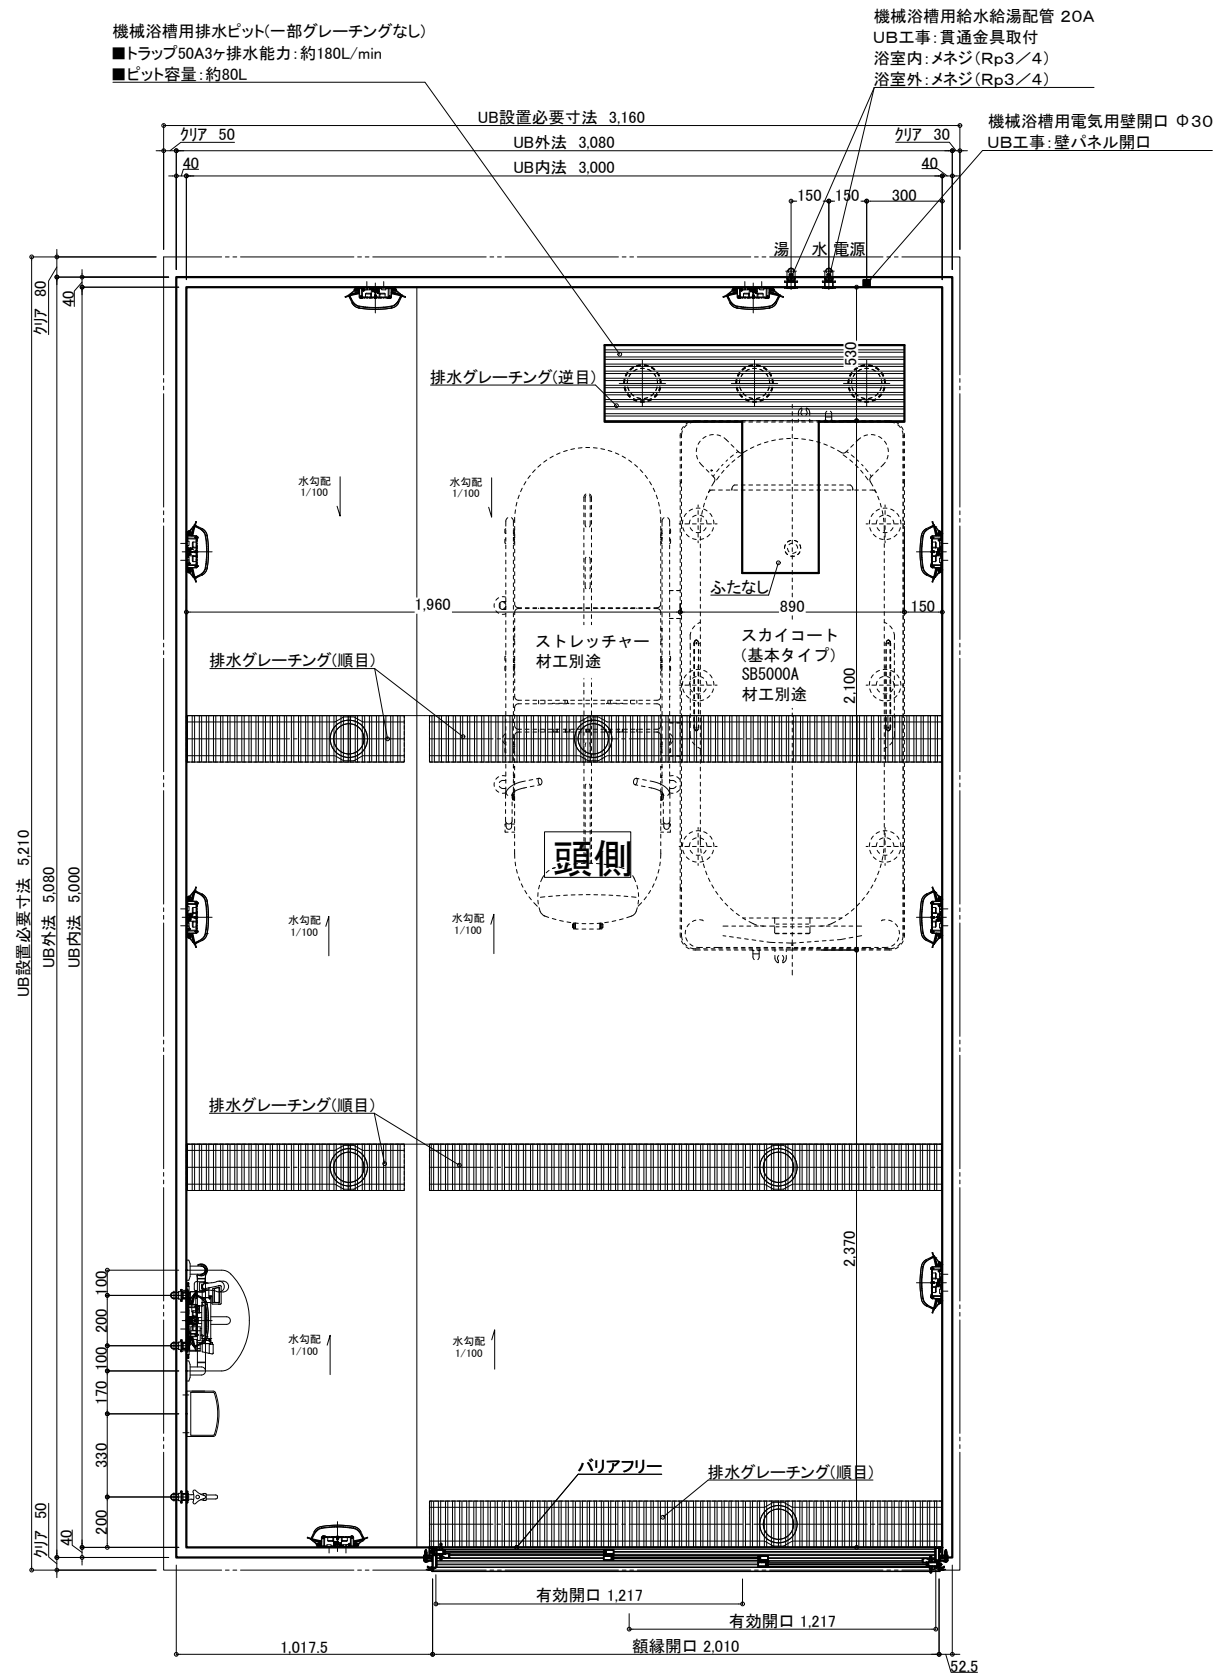 機械浴槽用排水ピット(一部グレーチングなし)
■トラップ50A3ヶ排水能力:約180L/min
■ピット容量:約80L
機械浴槽用給水給湯配管 20A
UB工事:貫通金具取付
浴室内:メネジ(Rp3/4)
浴室外:メネジ(Rp3/4)
機械浴槽用電気用壁開口 Φ30
UB工事:壁パネル開口
UB設置必要寸法 3,160
クリア 50
UB外法 3,080
クリア 30
40
UB内法 3,000
40
150
150
300
湯
水
電源
クリア 80
40
530
排水グレーチング(逆目)
水勾配
1/100
水勾配
1/100
ふたなし
1,960
890
150
ストレッチャー
材工別途
スカイコート
(基本タイプ)
SB5000A
材工別途
2,100
排水グレーチング(順目)
頭側
UB設置必要寸法 5,210
UB外法 5,080
UB内法 5,000
水勾配
1/100
水勾配
1/100
排水グレーチング(順目)
2,370
100
200
100
170
330
200
水勾配
1/100
水勾配
1/100
バリアフリー
排水グレーチング(順目)
クリア 50
40
有効開口 1,217
有効開口 1,217
1,017.5
額縁開口 2,010
52.5